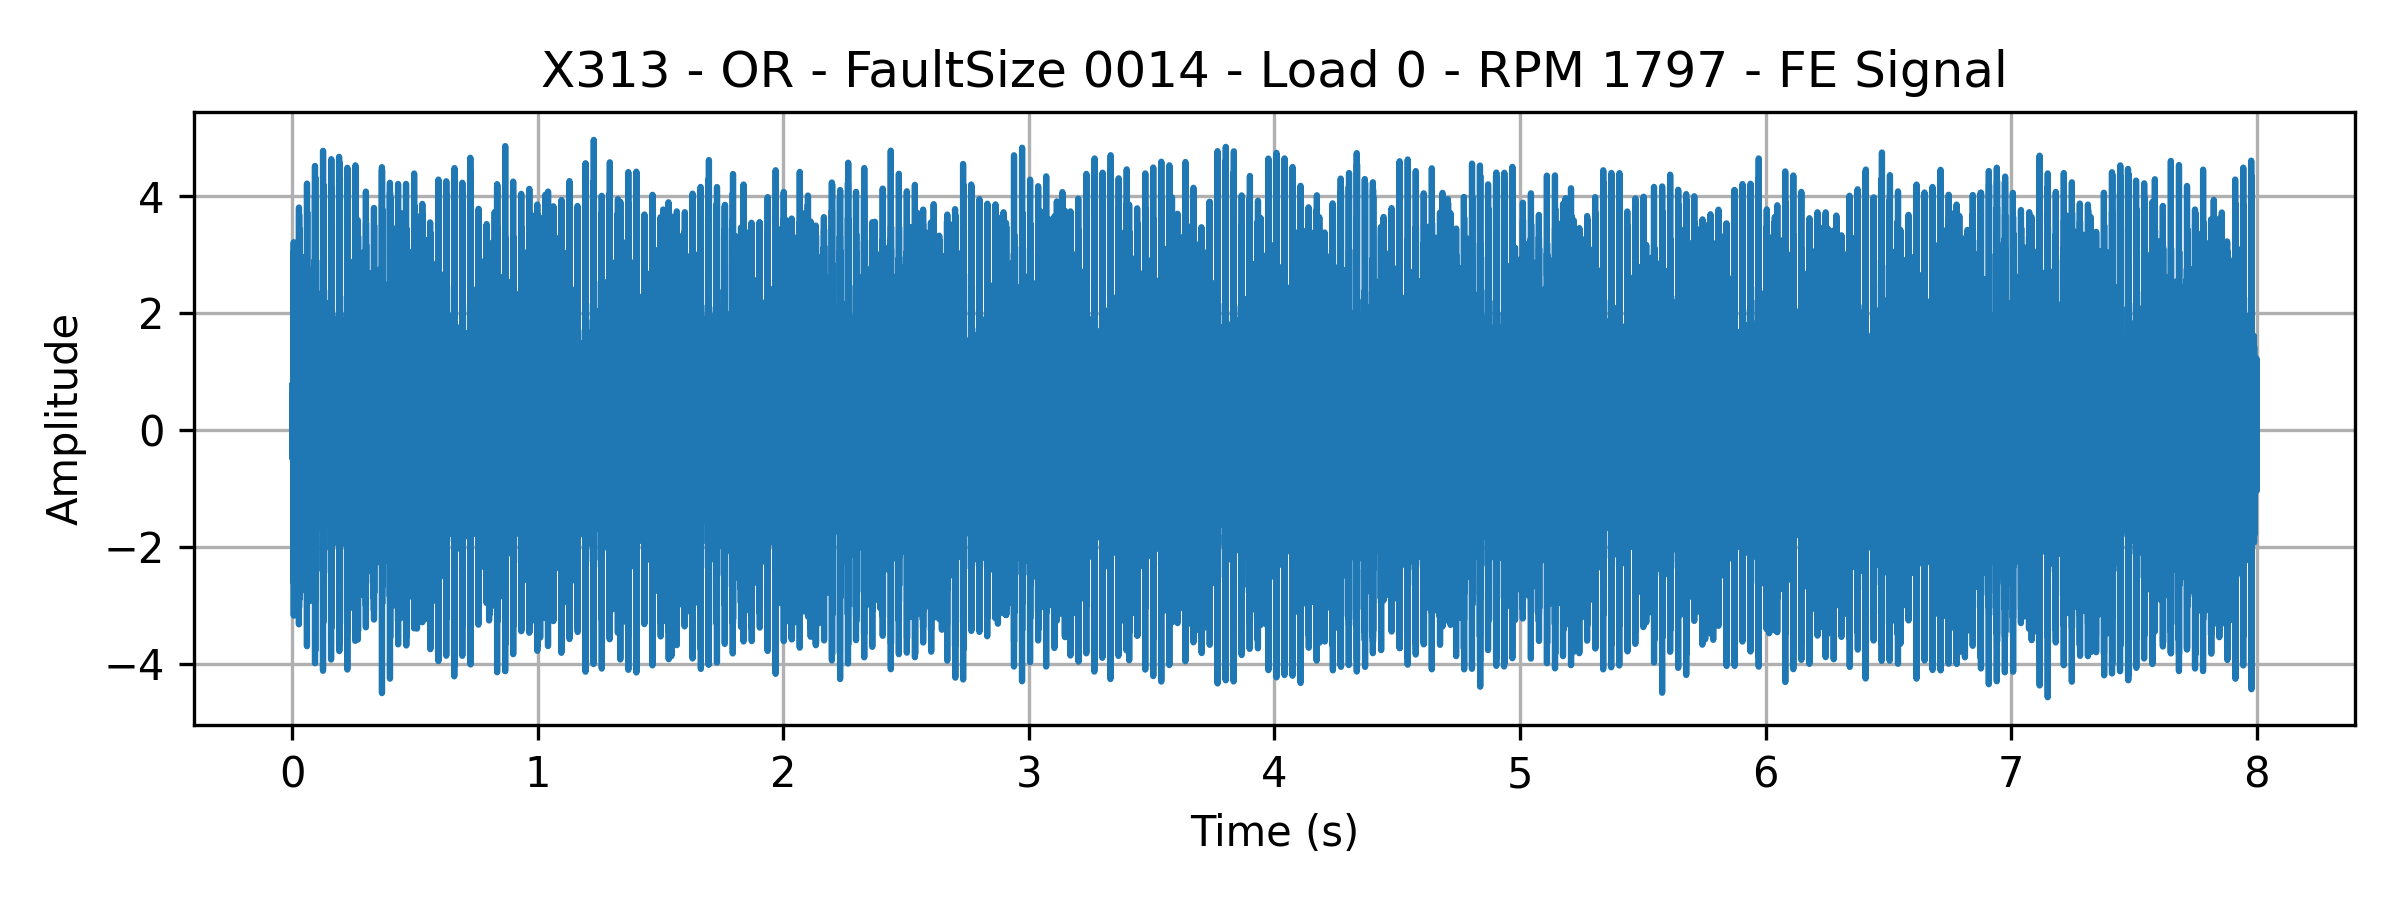 X313 - OR - FaultSize 0014 - Load 0 - RPM 1797 - FE Signal
Amplitude
4
2
0
−2
−4
0 1 2 3 4 5 6 7 8
Time (s)